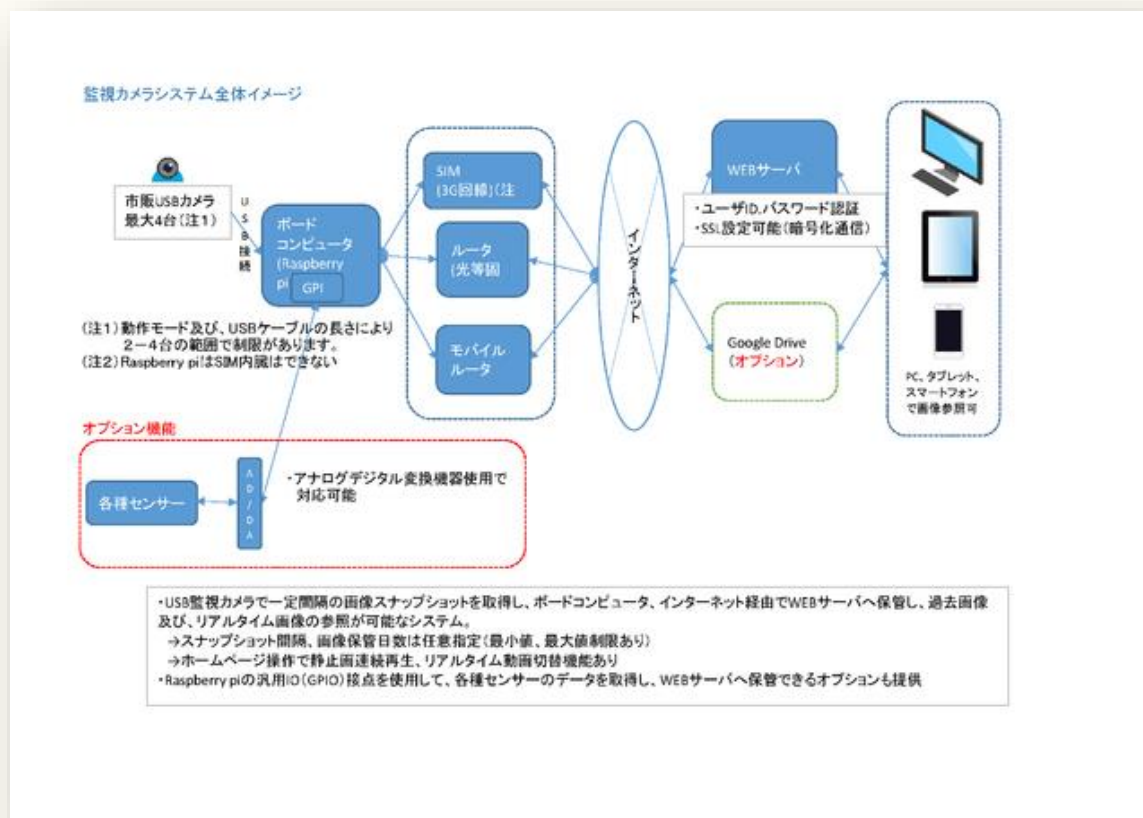 監視カメラシステム全体イメージ
市販USBカメラ
最大4台(注1)
USB接続
ボード
コンピュータ
(Raspberry
pi
GPI
SIM
(3G回線)(注
ルータ
(光等固
モバイル
ルータ
インターネット
WEBサーバ
・ユーザID,パスワード認証
・SSL設定可能(暗号化通信)
Google Drive
(オプション)
PC、タブレット、
スマートフォン
で画像参照可
(注1)動作モード及び、USBケーブルの長さにより
2-4台の範囲で制限があります。
(注2)Raspberry piはSIM内臓はできない
オプション機能
各種センサー
AD/DA
・アナログデジタル変換機器使用で
対応可能
・USB監視カメラで一定間隔の画像スナップショットを取得し、ボードコンピュータ、インターネット経由でWEBサーバへ保管し、過去画像
及び、リアルタイム画像の参照が可能なシステム。
→スナップショット間隔、画像保管日数は任意指定(最小値、最大値制限あり)
→ホームページ操作で静止画連続再生、リアルタイム動画切替機能あり
・Raspberry piの汎用IO(GPIO)接点を使用して、各種センサーのデータを取得し、WEBサーバへ保管できるオプションも提供